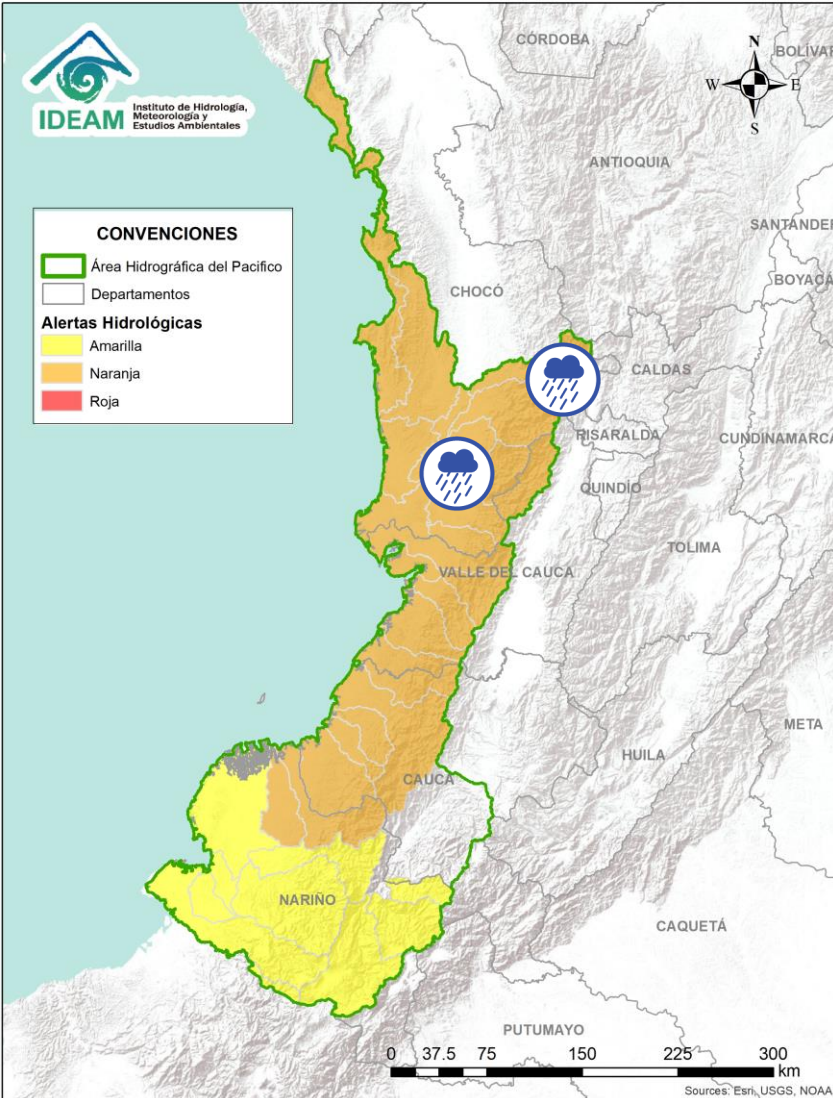 IDEAM
Instituto de Hidrología,
Meteorología y
Estudios Ambientales
CONVENCIONES
Área Hidrográfica del Pacifico
Departamentos
Alertas Hidrológicas
Amarilla
Naranja
Roja
N
W E
S
CÓRDOBA
BOLÍVAR
ANTIOQUIA
SANTANDER
BOYACÁ
CHOCÓ
CALDAS
RISARALDA
CUNDINAMARCA
QUINDÍO
TOLIMA
VALLE DEL CAUCA
META
HUILA
CAUCA
NARIÑO
CAQUETÁ
PUTUMAYO
0 37.5 75 150 225 300
km
Sources: Esri, USGS, NOAA